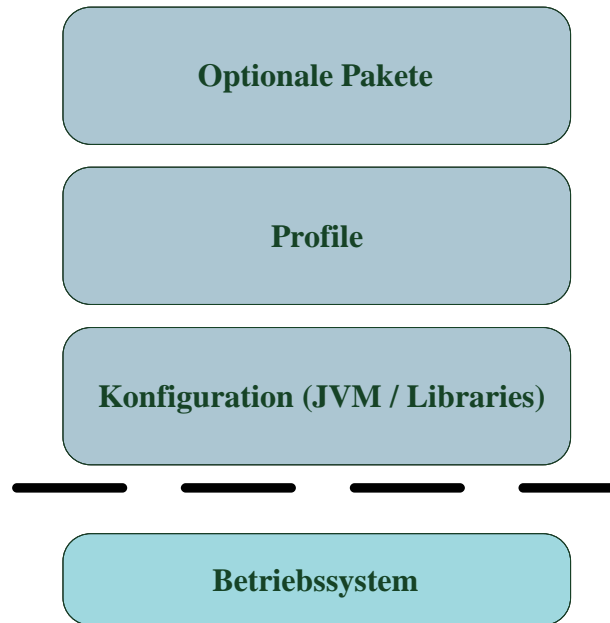 Optionale Pakete
Profile
Konfiguration (JVM / Libraries)
Betriebssystem